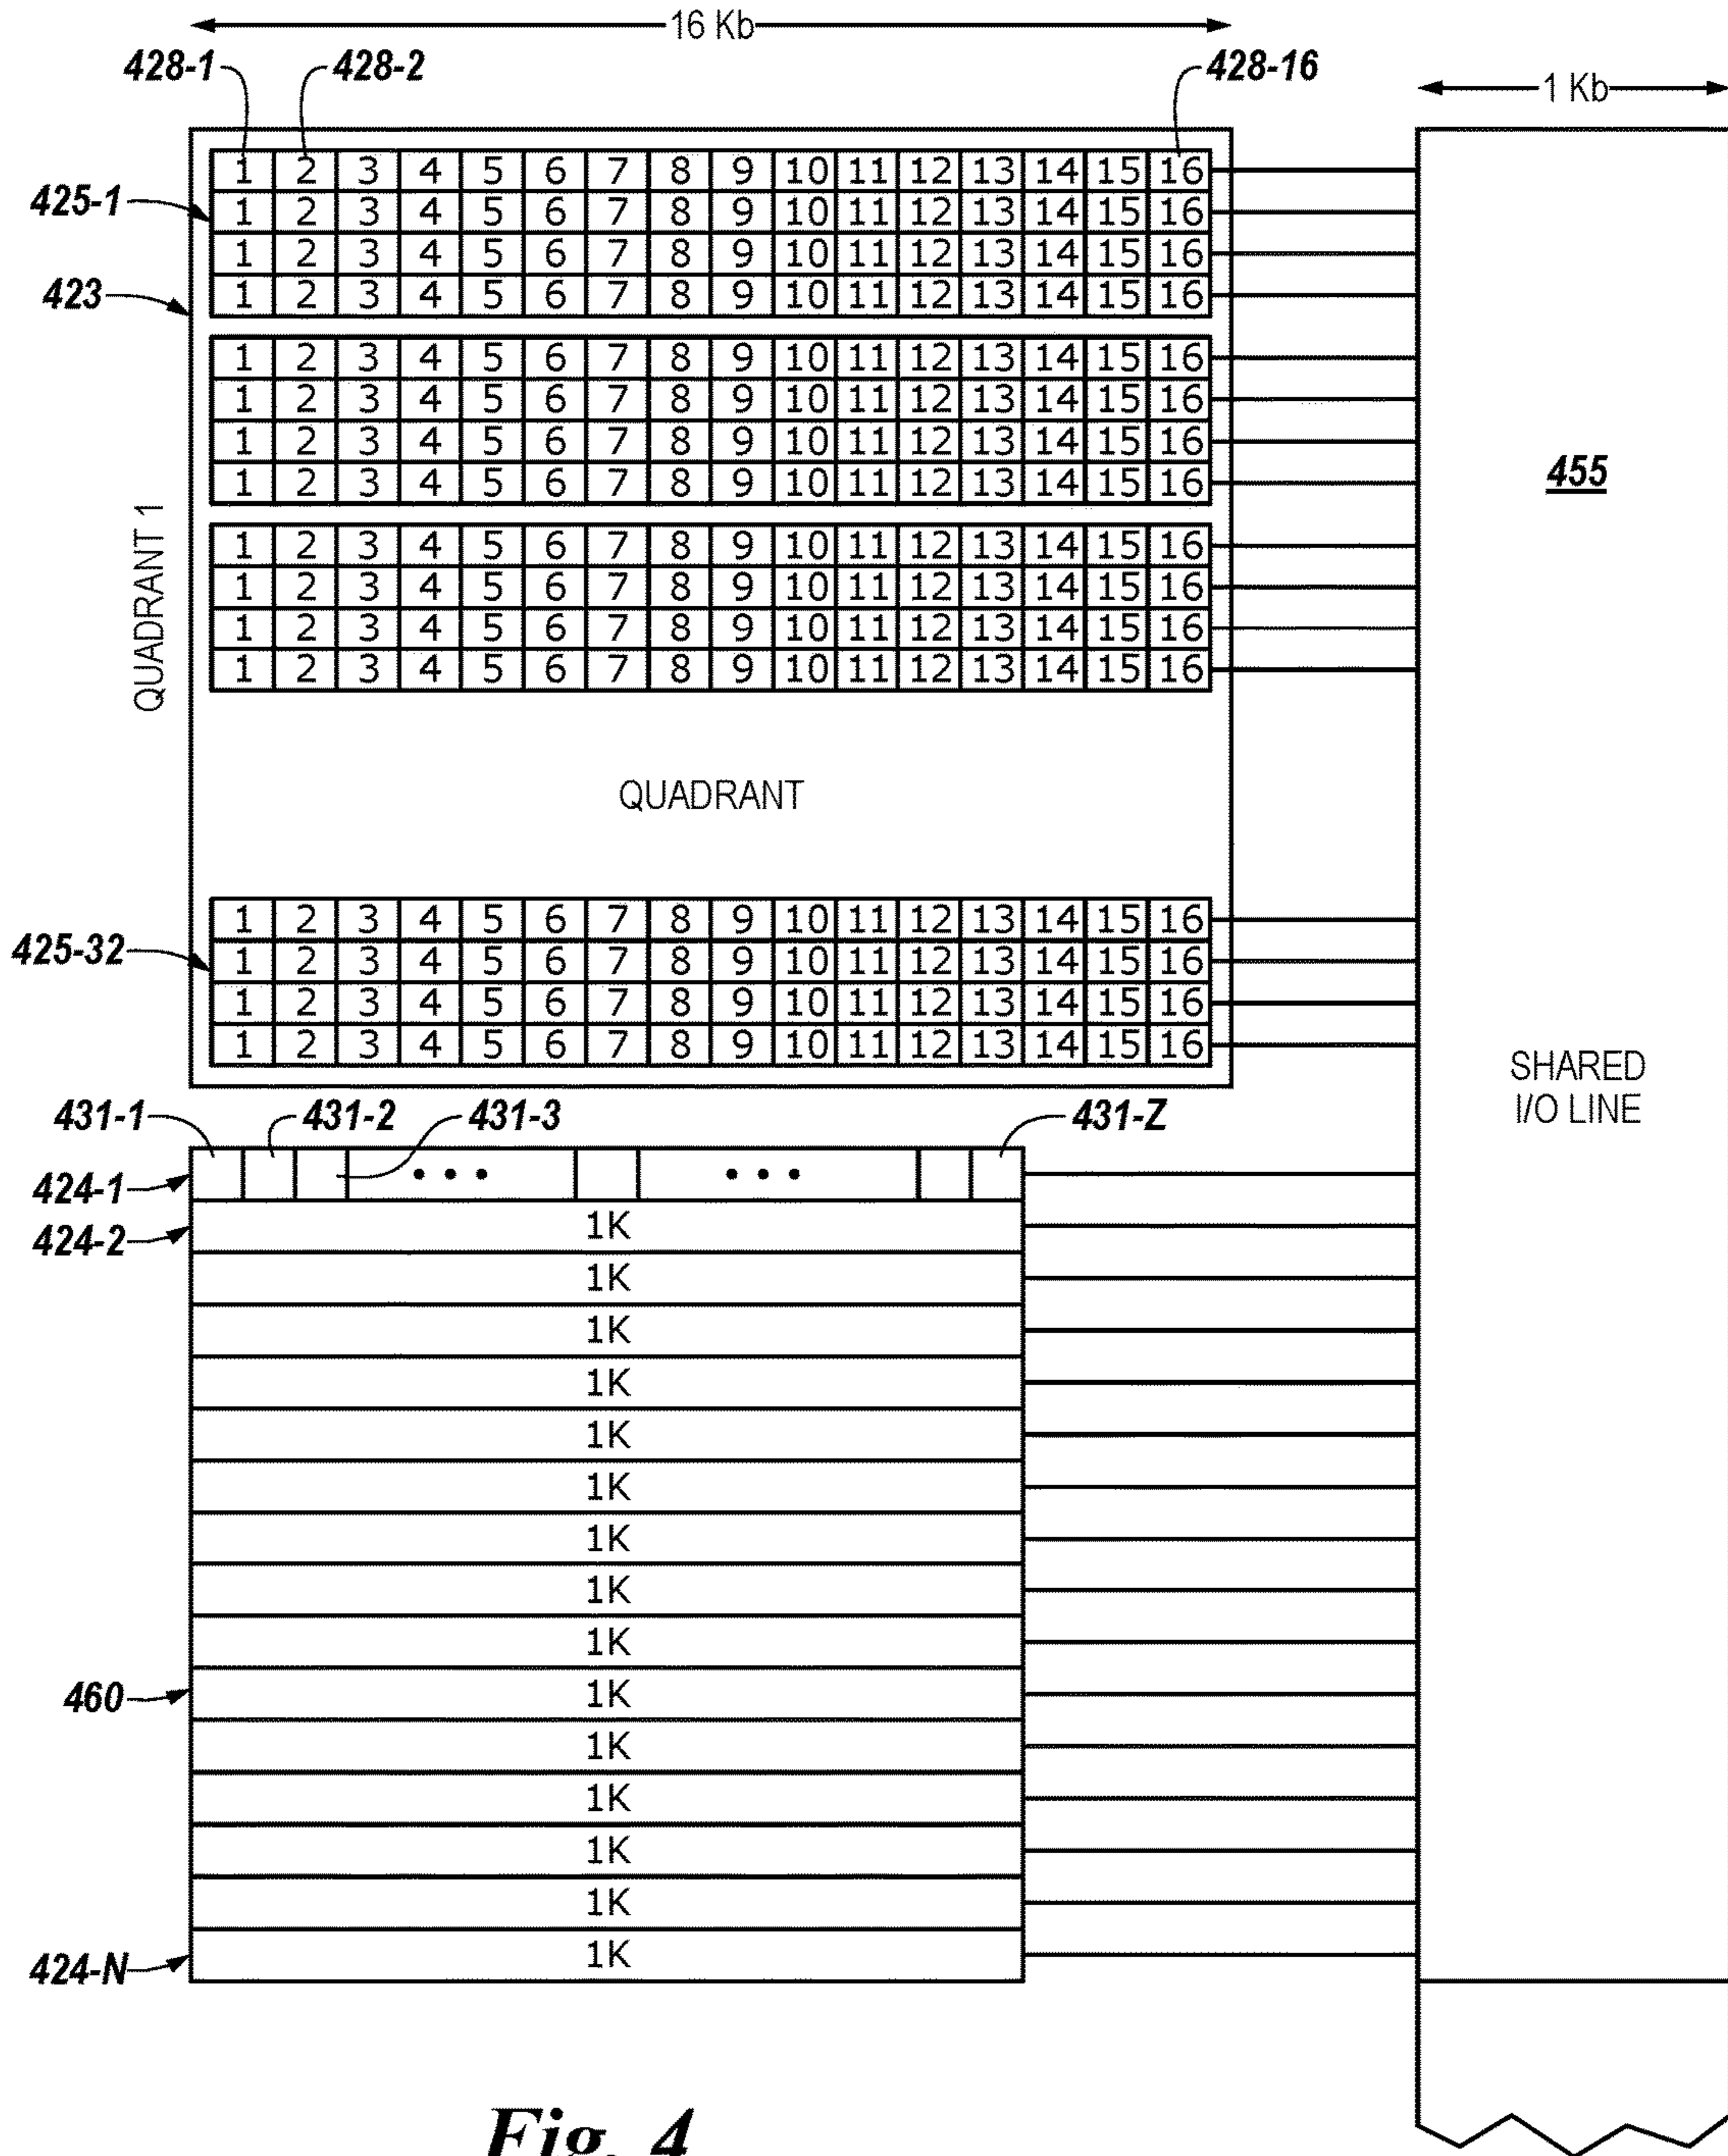 16 Kb
428-1 428-2 428-16
1 Kb
425-1
1 2 3 4 5 6 7 8 9 10 11 12 13 14 15 16
1 2 3 4 5 6 7 8 9 10 11 12 13 14 15 16
1 2 3 4 5 6 7 8 9 10 11 12 13 14 15 16
423
1 2 3 4 5 6 7 8 9 10 11 12 13 14 15 16
1 2 3 4 5 6 7 8 9 10 11 12 13 14 15 16
1 2 3 4 5 6 7 8 9 10 11 12 13 14 15 16
1 2 3 4 5 6 7 8 9 10 11 12 13 14 15 16
1 2 3 4 5 6 7 8 9 10 11 12 13 14 15 16
455
QUADRANT 1
1 2 3 4 5 6 7 8 9 10 11 12 13 14 15 16
1 2 3 4 5 6 7 8 9 10 11 12 13 14 15 16
1 2 3 4 5 6 7 8 9 10 11 12 13 14 15 16
1 2 3 4 5 6 7 8 9 10 11 12 13 14 15 16
QUADRANT
425-32
1 2 3 4 5 6 7 8 9 10 11 12 13 14 15 16
1 2 3 4 5 6 7 8 9 10 11 12 13 14 15 16
1 2 3 4 5 6 7 8 9 10 11 12 13 14 15 16
1 2 3 4 5 6 7 8 9 10 11 12 13 14 15 16
SHARED
I/O LINE
431-1 431-2 431-3 431-Z
424-1 • • • • • •
424-2 1K
1K
1K
1K
1K
1K
1K
1K
1K
460 1K
1K
1K
1K
1K
424-N 1K
Fig. 4